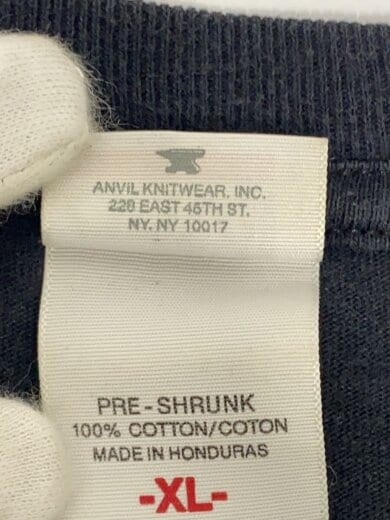 ANVIL KNITWEAR, INC.
228 EAST 45TH ST.
NY. NY 10017
PRE-SHRUNK
100% COTTON/COTON
MADE IN HONDURAS
-XL-